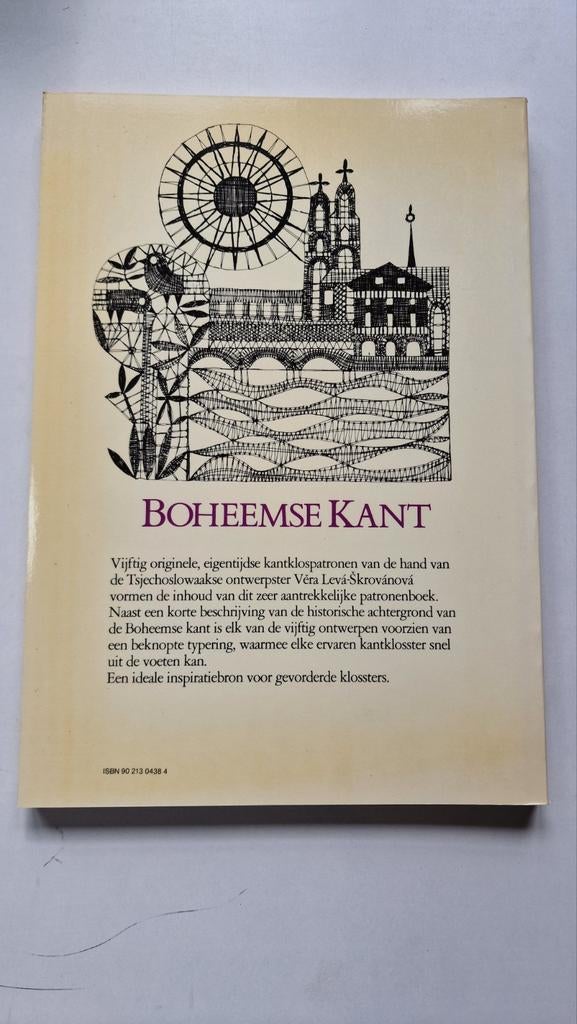 BOHEEMSE KANT
Vijftig originele, eigentijdse kantklospatronen van de hand van
de Tsjechoslowaakse ontwerpster Véra Levá-Škrovánová
vormen de inhoud van dit zeer aantrekkelijke patronenboek.
Naast een korte beschrijving van de historische achtergrond van
de Boheemse kant is elk van de vijftig ontwerpen voorzien van
een beknopte typering, waarmee elke ervaren kantklosster snel
uit de voeten kan.
Een ideale inspiratiebron voor gevorderde klossters.
ISBN 90 213 0438 4